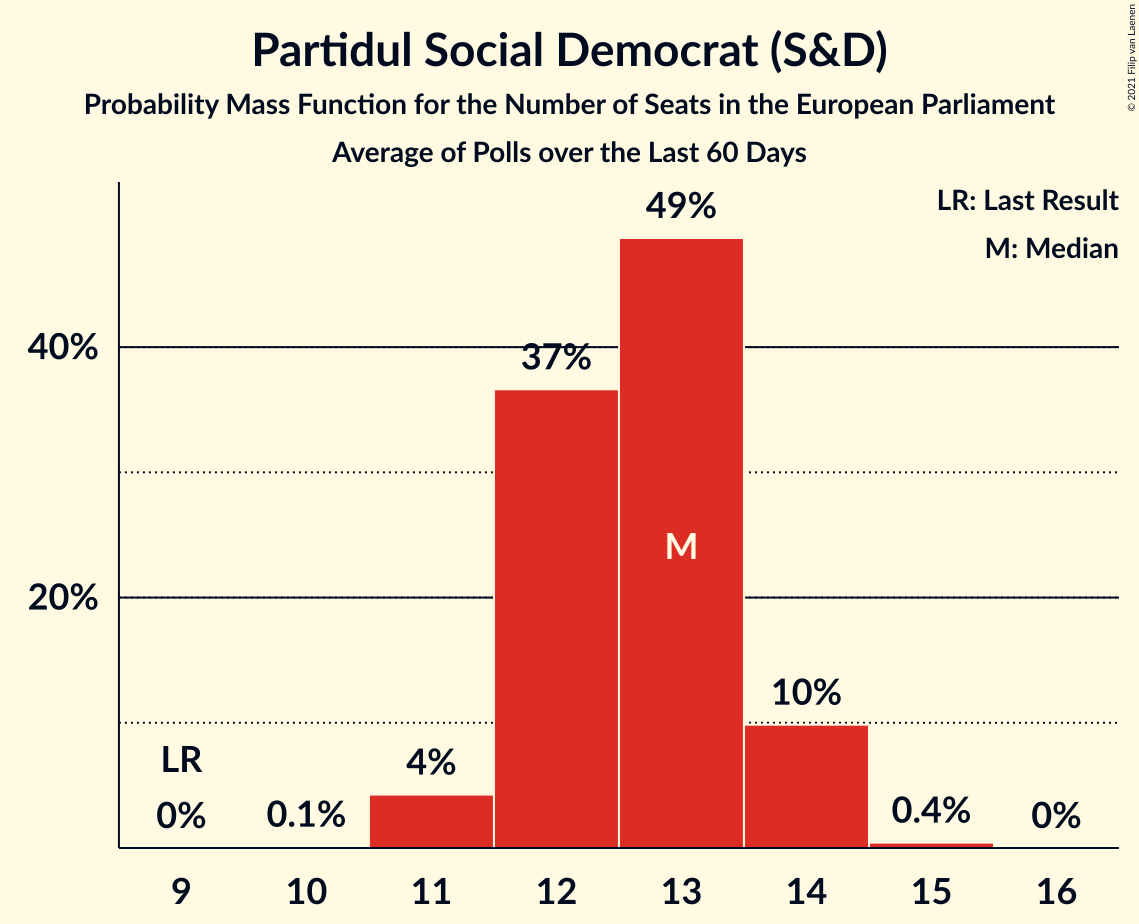 Partidul Social Democrat (S&D)
Probability Mass Function for the Number of Seats in the European Parliament
Average of Polls over the Last 60 Days
© 2021 Filip van Laenen
LR: Last Result
M: Median
49%
40%
37%
M
20%
10%
LR
4%
0%
0.1%
0.4%
0%
9
10
11
12
13
14
15
16